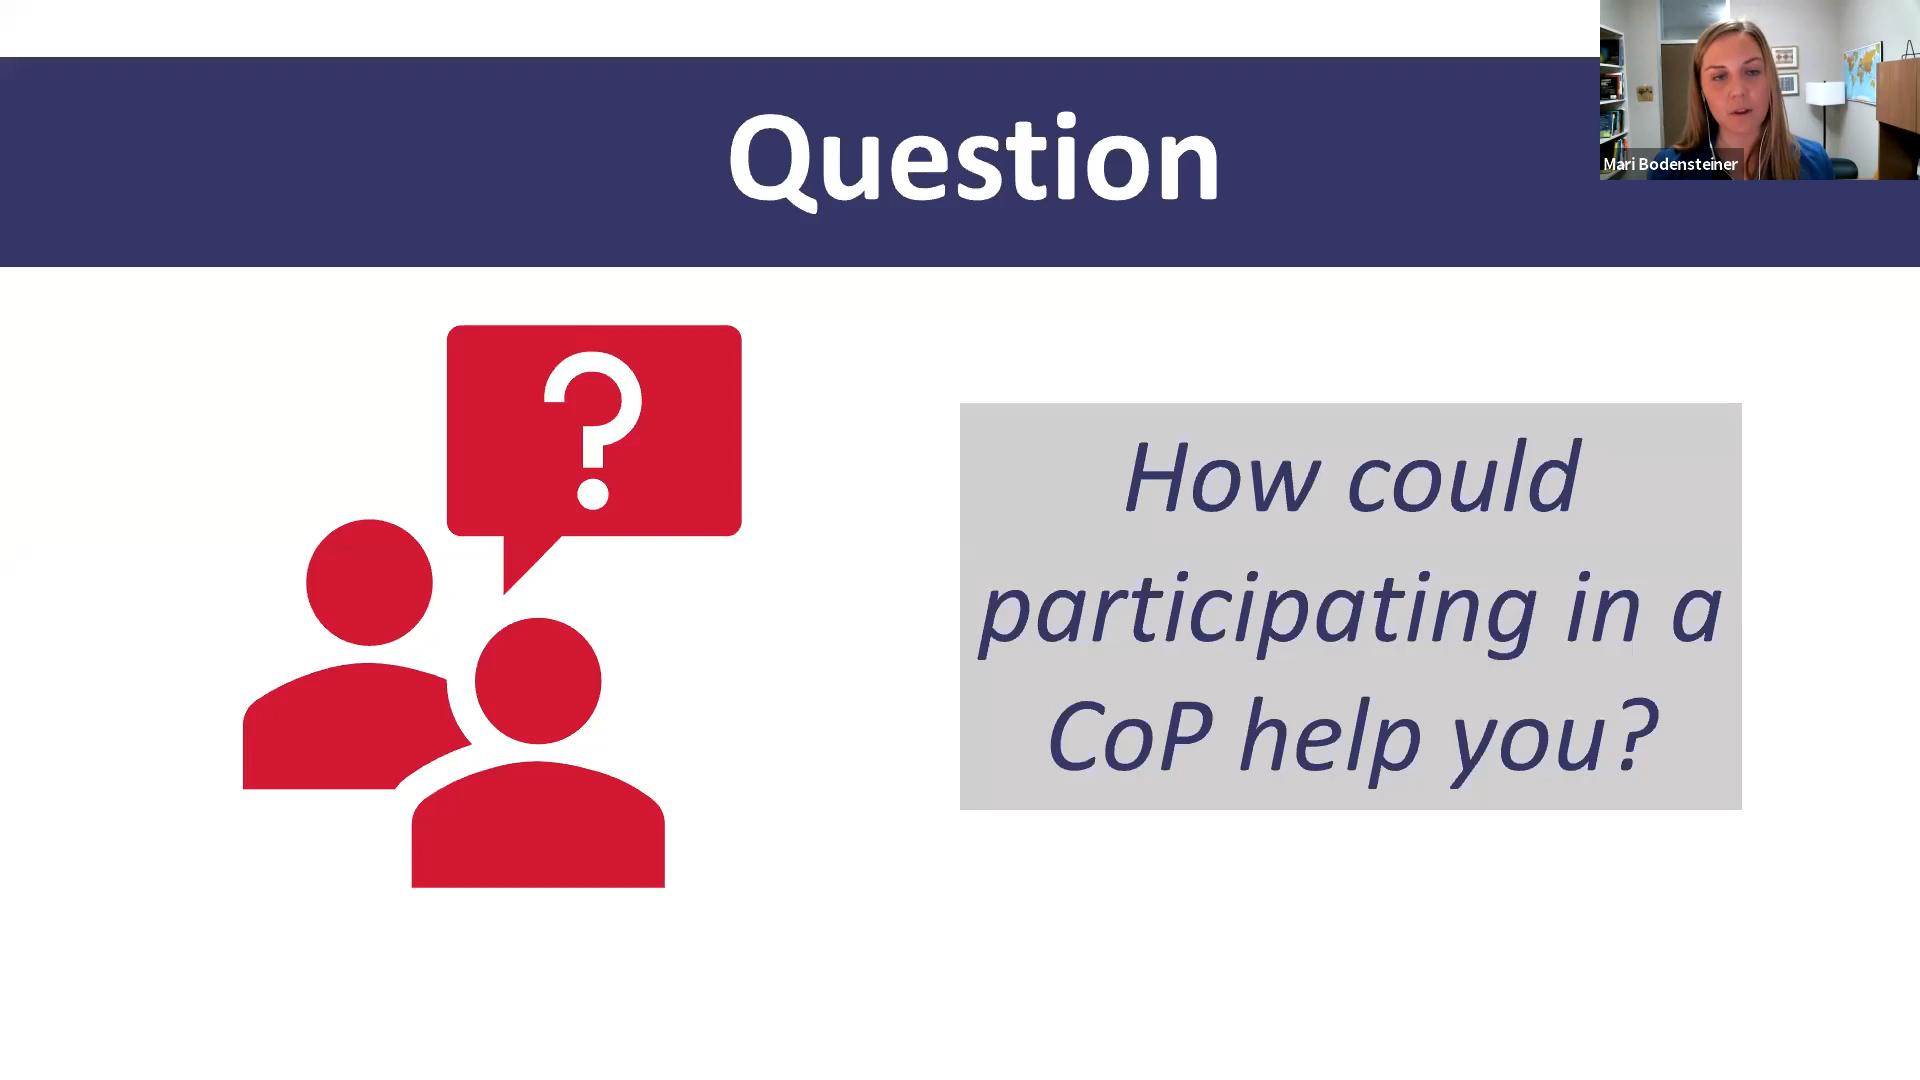 Question
Mari Bodensteiner
?
How could
participating in a
CoP help you?